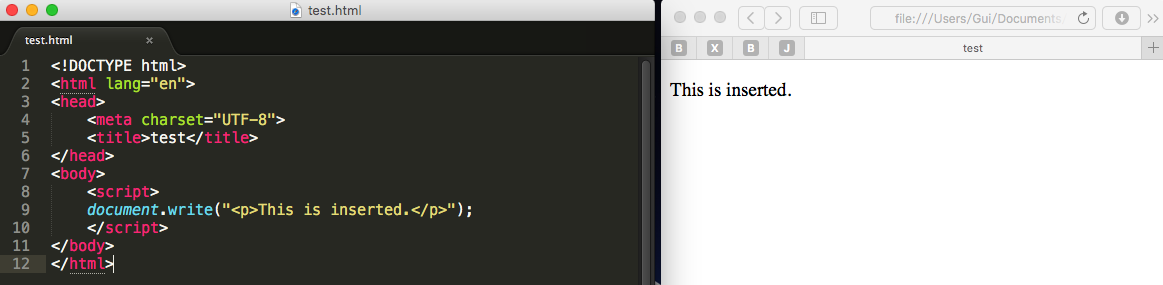 test.html
test.html ×
1 <!DOCTYPE html>
2 <html lang="en">
3 <head>
4     <meta charset="UTF-8">
5     <title>test</title>
6 </head>
7 <body>
8     <script>
9     document.write("<p>This is inserted.</p>");
10     </script>
11 </body>
12 </html>
file:///Users/Gui/Documents/
B X B J test
This is inserted.